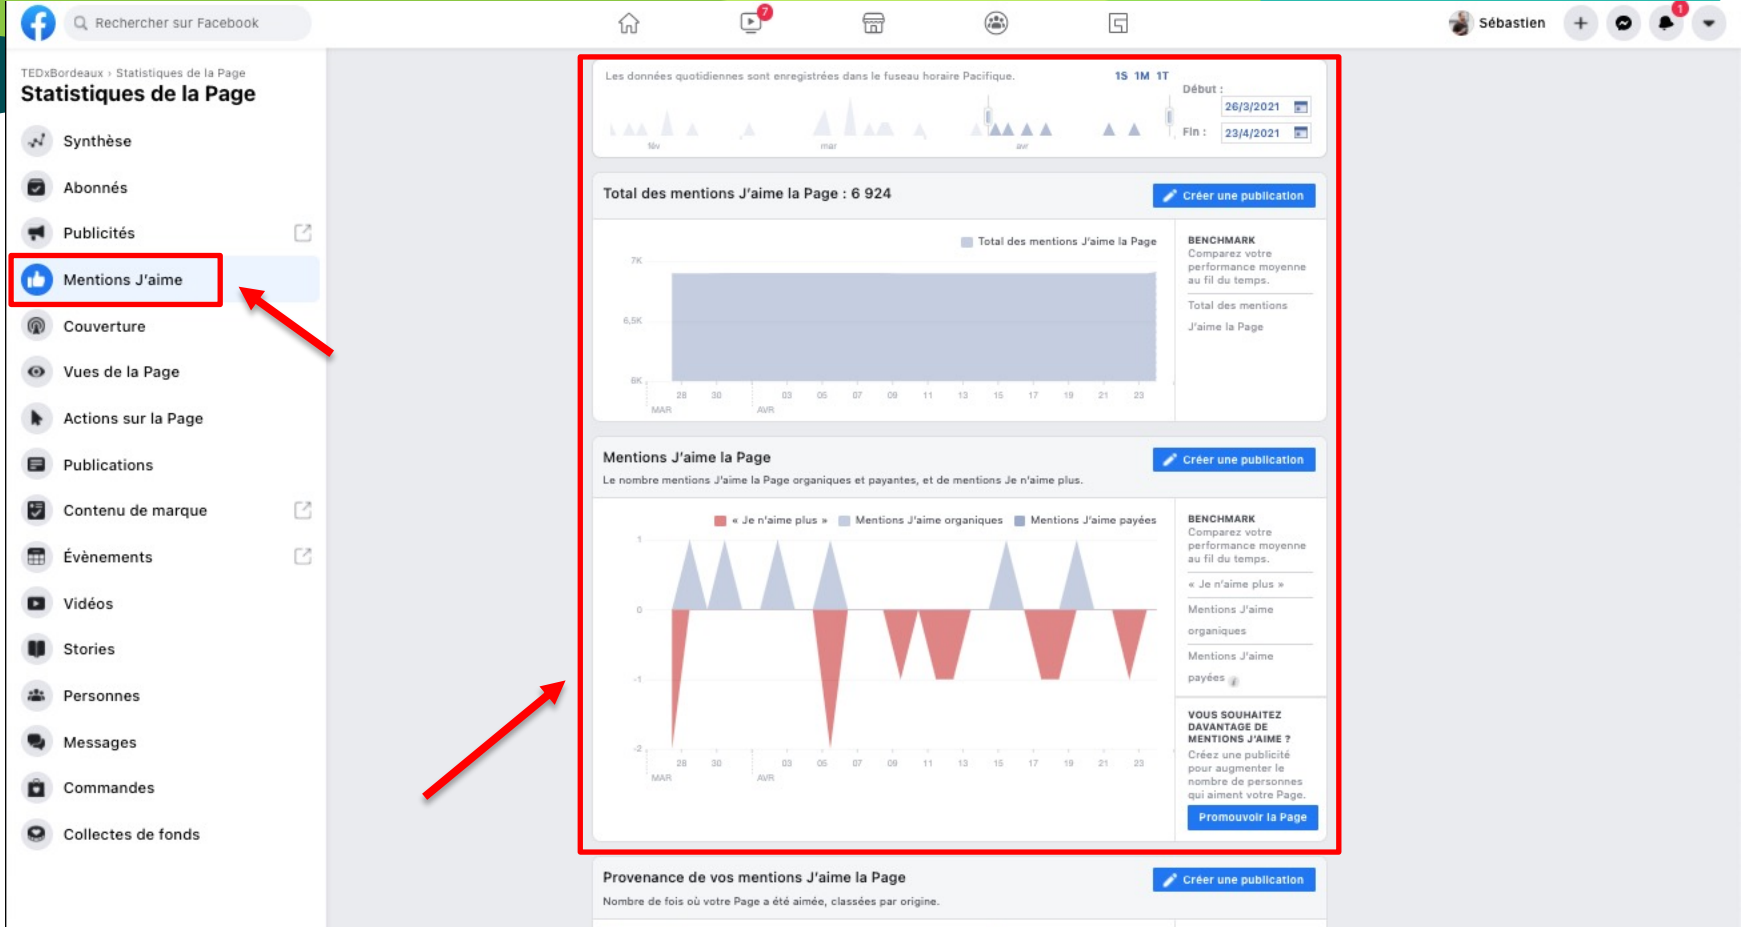 Rechercher sur Facebook
7
Sébastien
1
TEDxBordeaux › Statistiques de la Page
Statistiques de la Page
Synthèse
Abonnés
Publicités
Mentions J'aime
Couverture
Vues de la Page
Actions sur la Page
Publications
Contenu de marque
Évènements
Vidéos
Stories
Personnes
Messages
Commandes
Collectes de fonds
Les données quotidiennes sont enregistrées dans le fuseau horaire Pacifique.
1S 1M 1T
Début :
26/3/2021
Fin :
23/4/2021
fév
mar
avr
Total des mentions J'aime la Page : 6 924
Créer une publication
Total des mentions J'aime la Page
7K
6,5K
6K
28 30 03 05 07 09 11 13 15 17 19 21 23
MAR AVR
BENCHMARK
Comparez votre
performance moyenne
au fil du temps.
Total des mentions
J'aime la Page
Mentions J'aime la Page
Le nombre mentions J'aime la Page organiques et payantes, et de mentions Je n'aime plus.
Créer une publication
« Je n'aime plus » Mentions J'aime organiques Mentions J'aime payées
1
0
-1
-2
28 30 03 05 07 09 11 13 15 17 19 21 23
MAR AVR
BENCHMARK
Comparez votre
performance moyenne
au fil du temps.
« Je n'aime plus »
Mentions J'aime
organiques
Mentions J'aime
payées
VOUS SOUHAITEZ
DAVANTAGE DE
MENTIONS J'AIME ?
Créez une publicité
pour augmenter le
nombre de personnes
qui aiment votre Page.
Promouvoir la Page
Provenance de vos mentions J'aime la Page
Nombre de fois où votre Page a été aimée, classées par origine.
Créer une publication